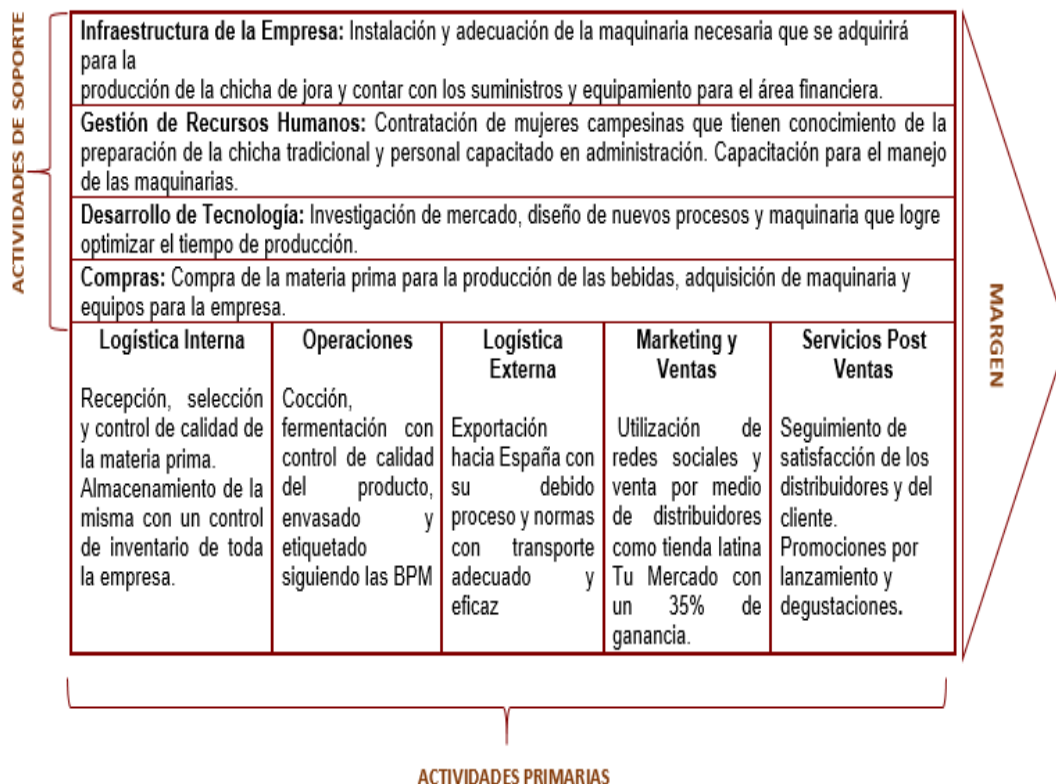 ACTIVIDADES DE SOPORTE
Infraestructura de la Empresa: Instalación y adecuación de la maquinaria necesaria que se adquirirá
para la
producción de la chicha de jora y contar con los suministros y equipamiento para el área financiera.
Gestión de Recursos Humanos: Contratación de mujeres campesinas que tienen conocimiento de la
preparación de la chicha tradicional y personal capacitado en administración. Capacitación para el manejo
de las maquinarias.
Desarrollo de Tecnología: Investigación de mercado, diseño de nuevos procesos y maquinaria que logre
optimizar el tiempo de producción.
Compras: Compra de la materia prima para la producción de las bebidas, adquisición de maquinaria y
equipos para la empresa.
Logística Interna
Recepción, selección
y control de calidad de
la materia prima.
Almacenamiento de la
misma con un control
de inventario de toda
la empresa.
Operaciones
Cocción,
fermentación con
control de calidad
del producto,
envasado y
etiquetado
siguiendo las BPM
Logística
Externa
Exportación
hacia España con
su debido
proceso y normas
con transporte
adecuado y
eficaz
Marketing y
Ventas
Utilización de
redes sociales y
venta por medio
de distribuidores
como tienda latina
Tu Mercado con
un 35% de
ganancia.
Servicios Post
Ventas
Seguimiento de
satisfacción de los
distribuidores y del
cliente.
Promociones por
lanzamiento y
degustaciones.
MARGEN
ACTIVIDADES PRIMARIAS